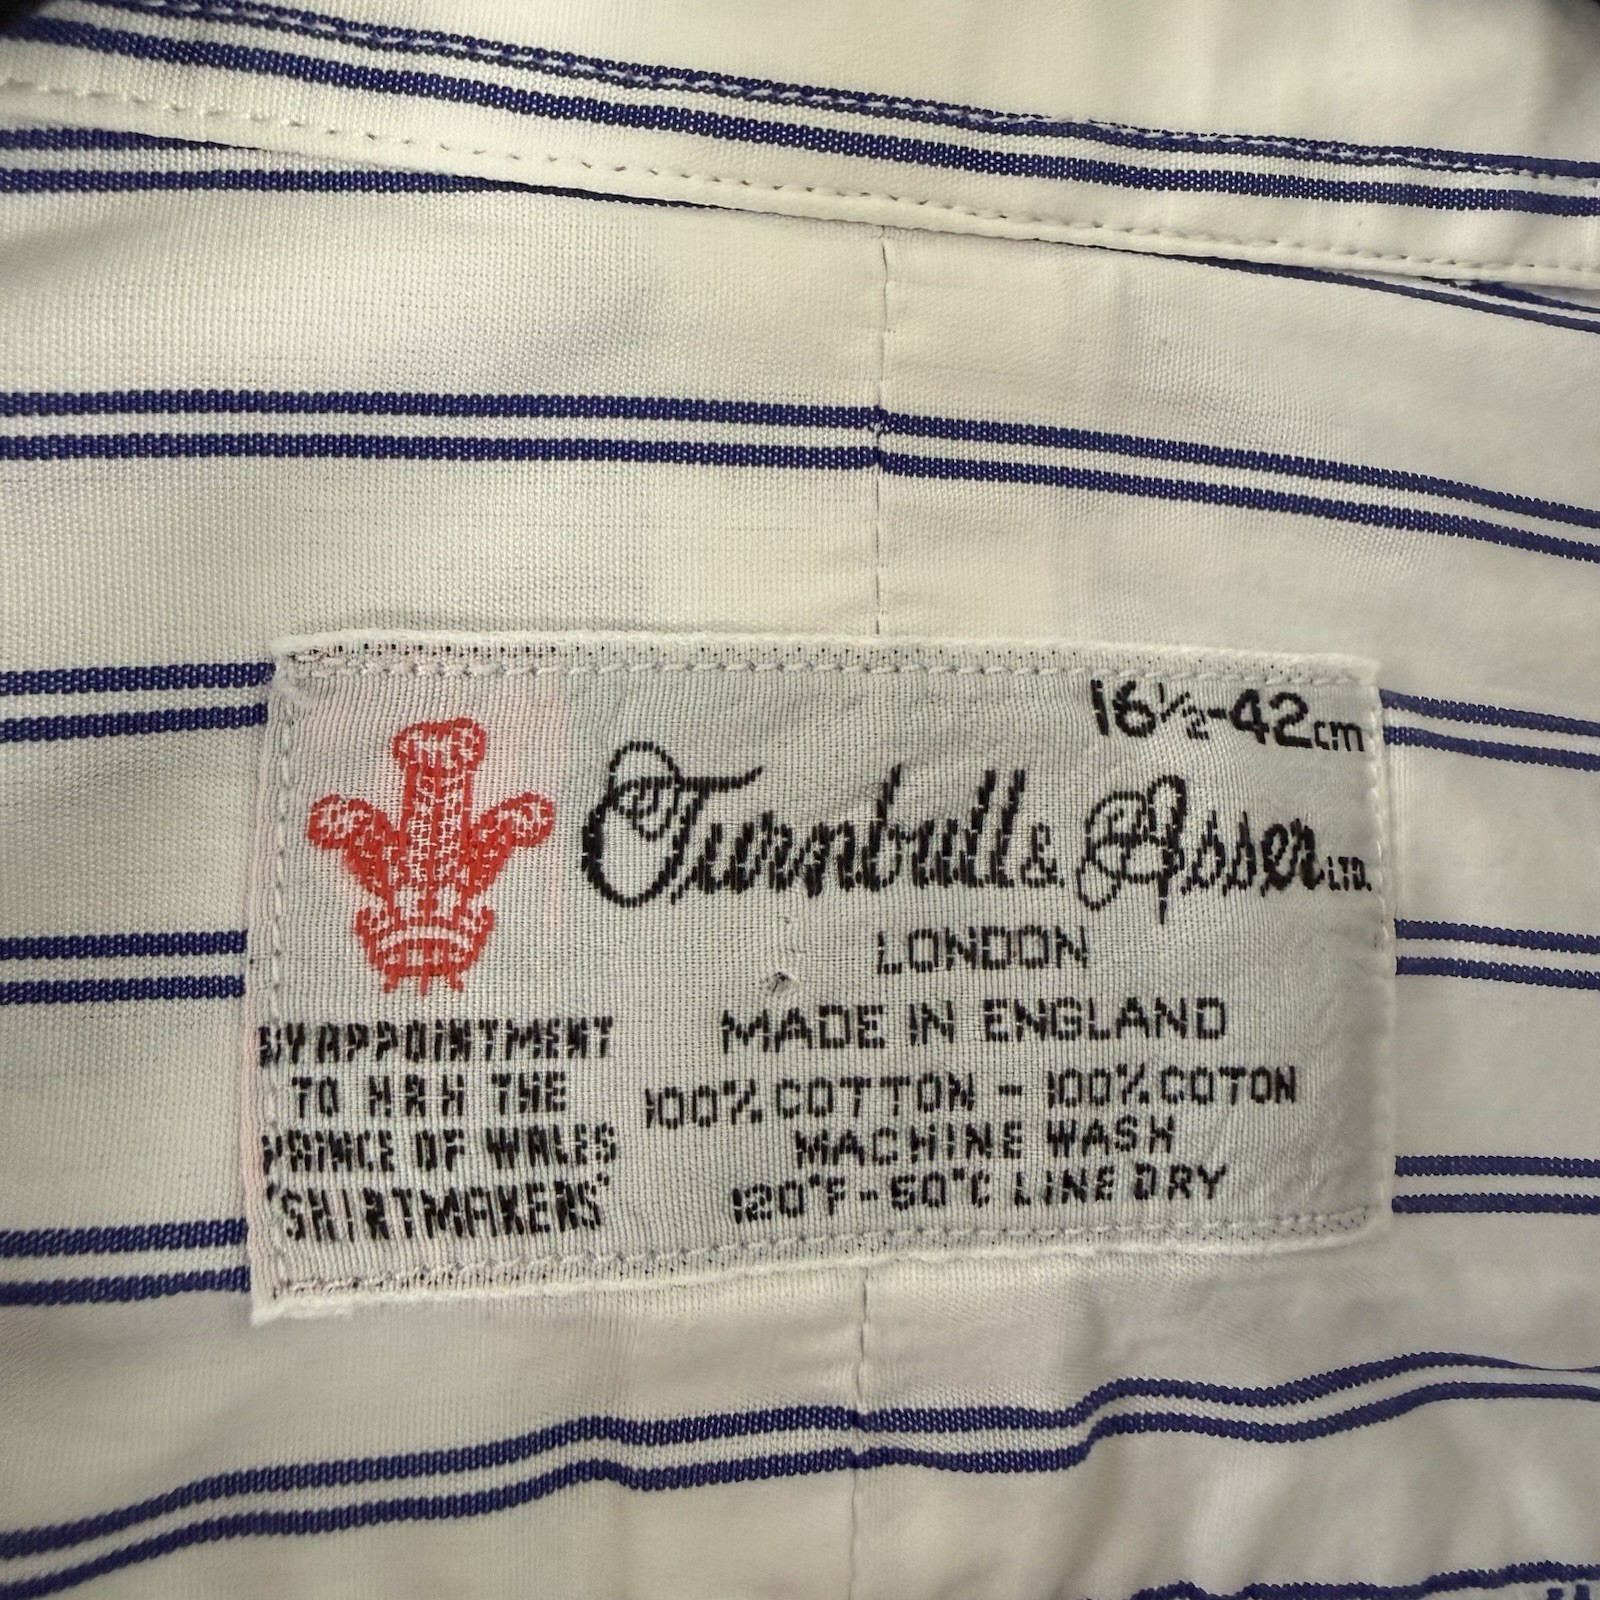 16½-42cm
Turnbull & Asser LTD.
LONDON
MADE IN ENGLAND
100% COTTON - 100% COTON
MACHINE WASH
120°F-50°C LINE DRY
BY APPOINTMENT
TO HRH THE
PRINCE OF WALES
'SHIRTMAKERS'